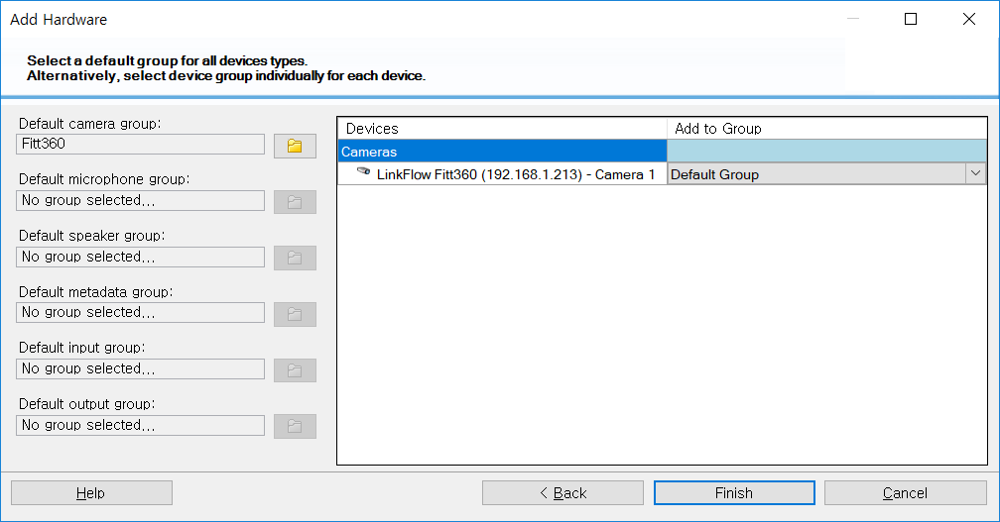 Add Hardware
Select a default group for all devices types.
Alternatively, select device group individually for each device.
Default camera group:
Fitt360
Default microphone group:
No group selected...
Default speaker group:
No group selected...
Default metadata group:
No group selected...
Default input group:
No group selected...
Default output group:
No group selected...
Devices Add to Group
Cameras
LinkFlow Fitt360 (192.168.1.213) - Camera 1 Default Group
Help < Back Finish Cancel